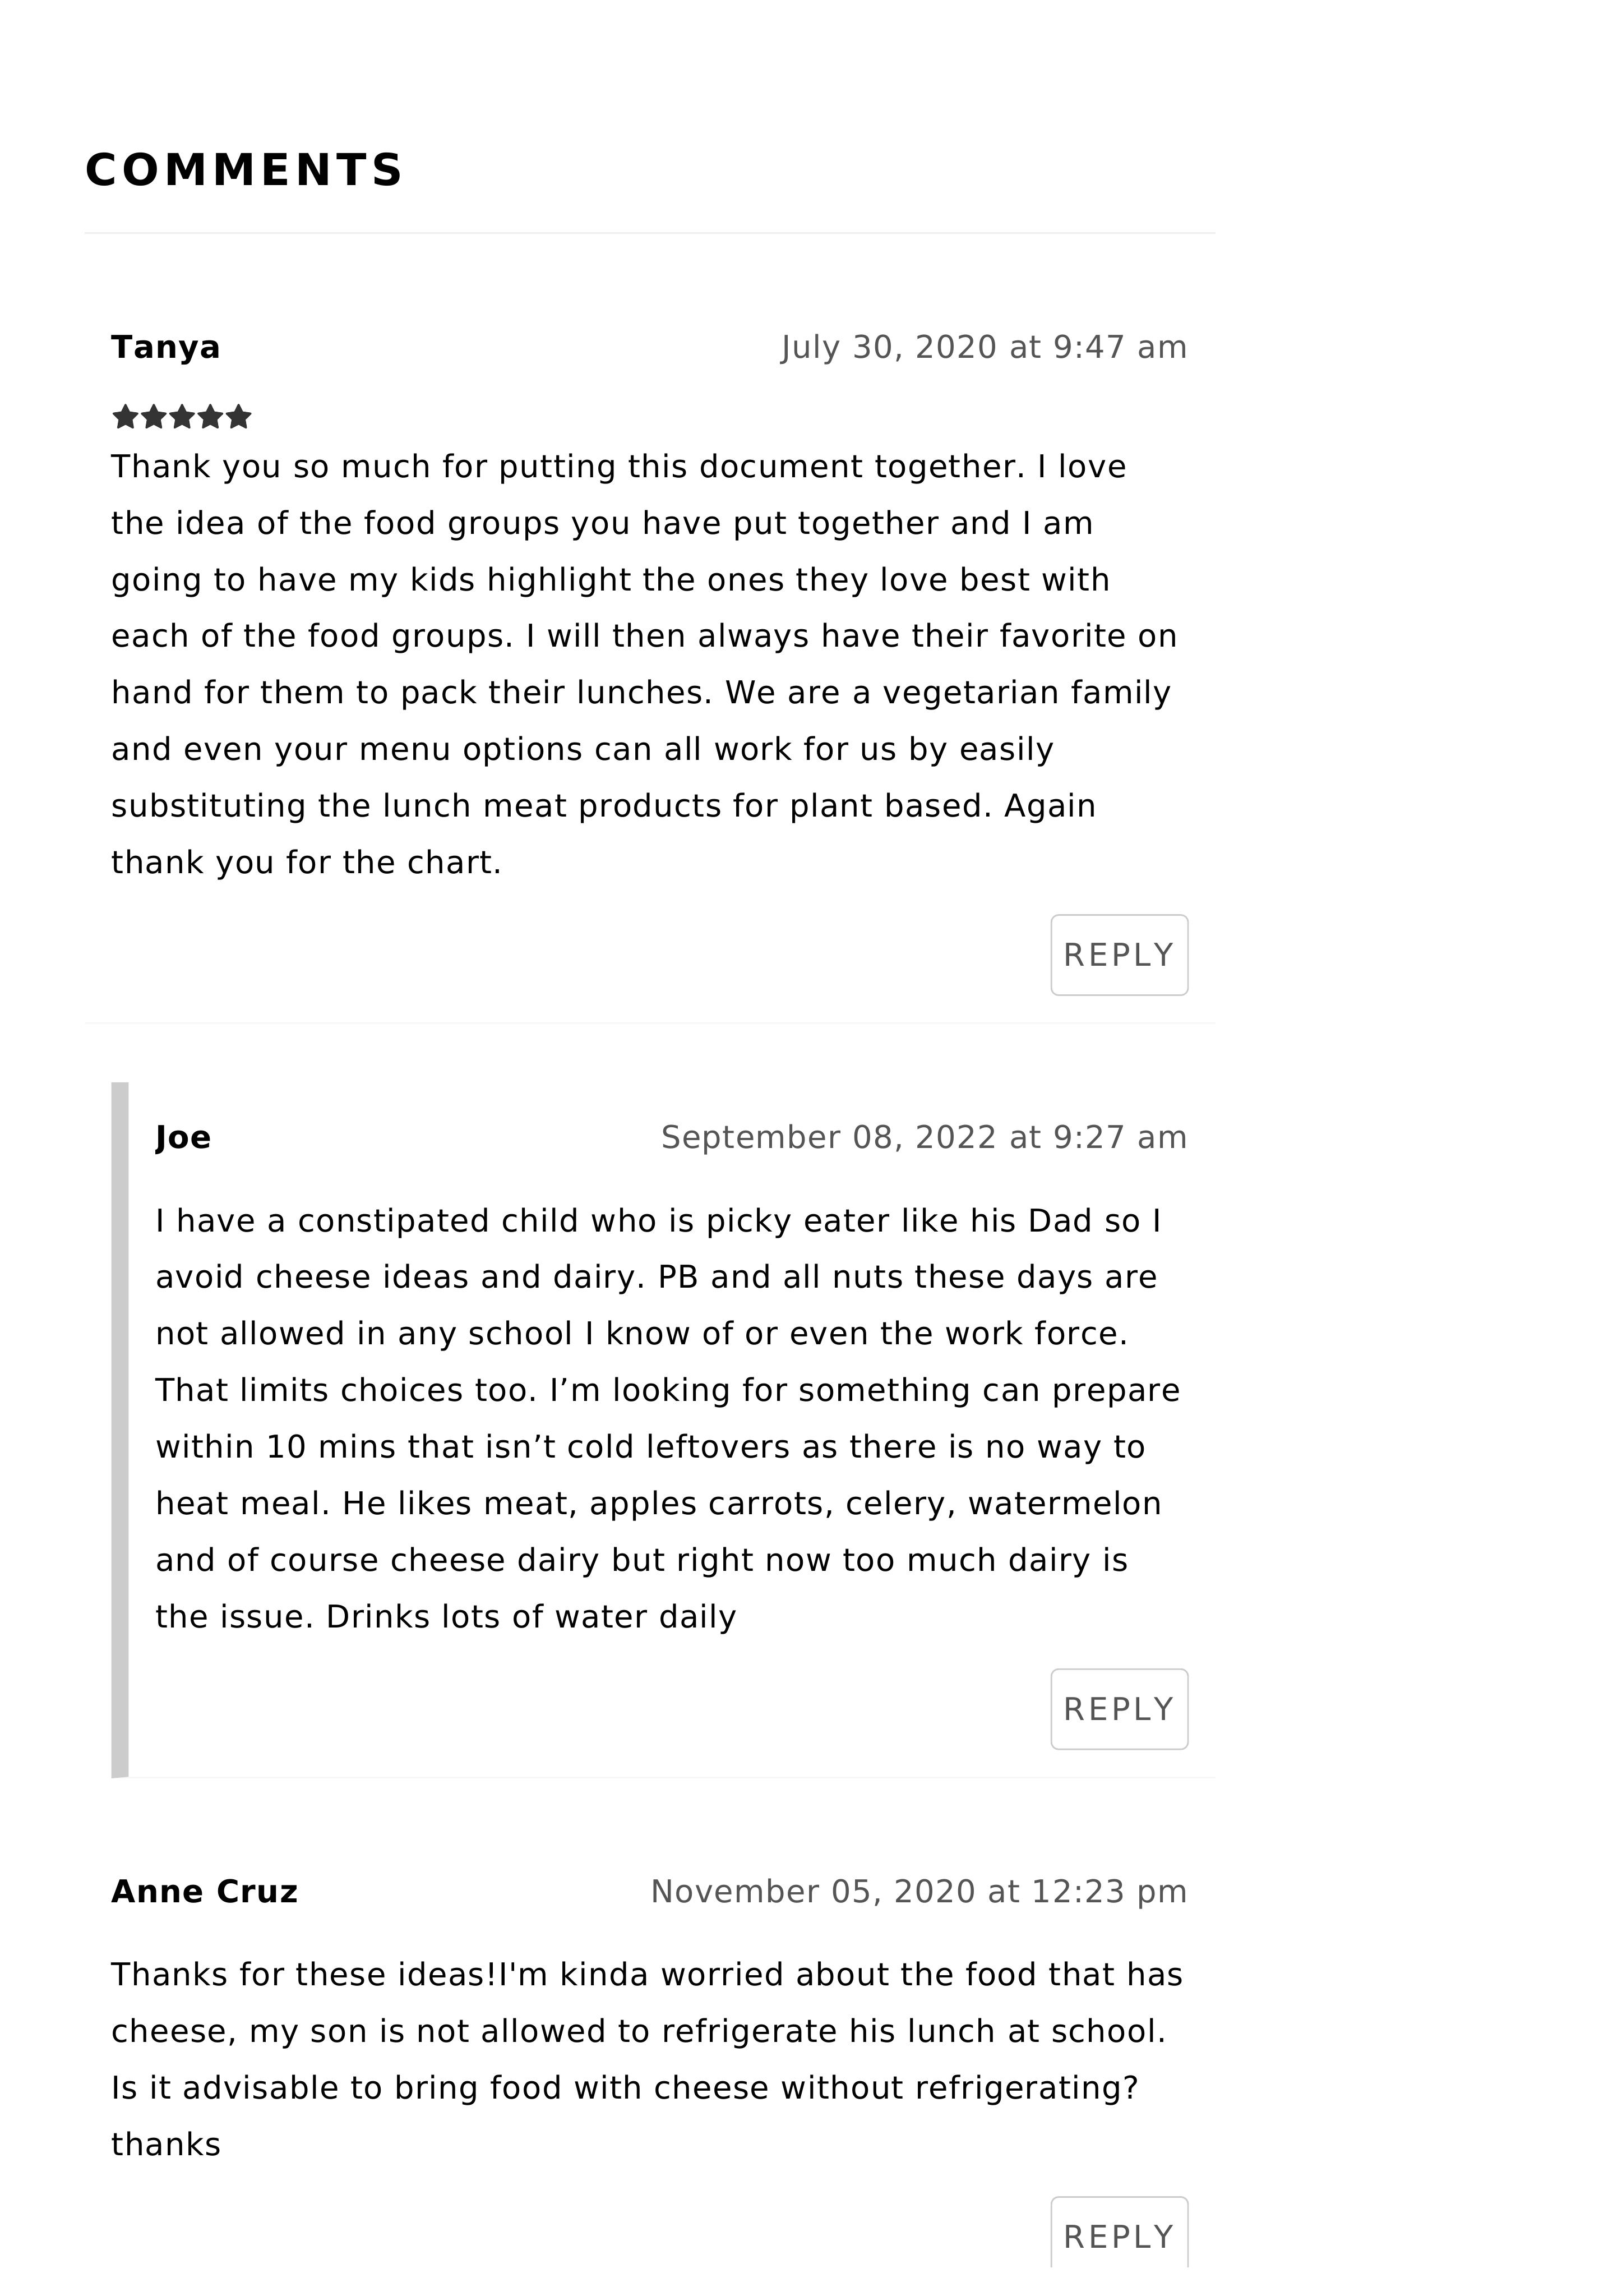 COMMENTS
Tanya
July 30, 2020 at 9:47 am
★★★★★
Thank you so much for putting this document together. I love
the idea of the food groups you have put together and I am
going to have my kids highlight the ones they love best with
each of the food groups. I will then always have their favorite on
hand for them to pack their lunches. We are a vegetarian family
and even your menu options can all work for us by easily
substituting the lunch meat products for plant based. Again
thank you for the chart.
REPLY
Joe
September 08, 2022 at 9:27 am
I have a constipated child who is picky eater like his Dad so I
avoid cheese ideas and dairy. PB and all nuts these days are
not allowed in any school I know of or even the work force.
That limits choices too. I’m looking for something can prepare
within 10 mins that isn’t cold leftovers as there is no way to
heat meal. He likes meat, apples carrots, celery, watermelon
and of course cheese dairy but right now too much dairy is
the issue. Drinks lots of water daily
REPLY
Anne Cruz
November 05, 2020 at 12:23 pm
Thanks for these ideas!I'm kinda worried about the food that has
cheese, my son is not allowed to refrigerate his lunch at school.
Is it advisable to bring food with cheese without refrigerating?
thanks
REPLY